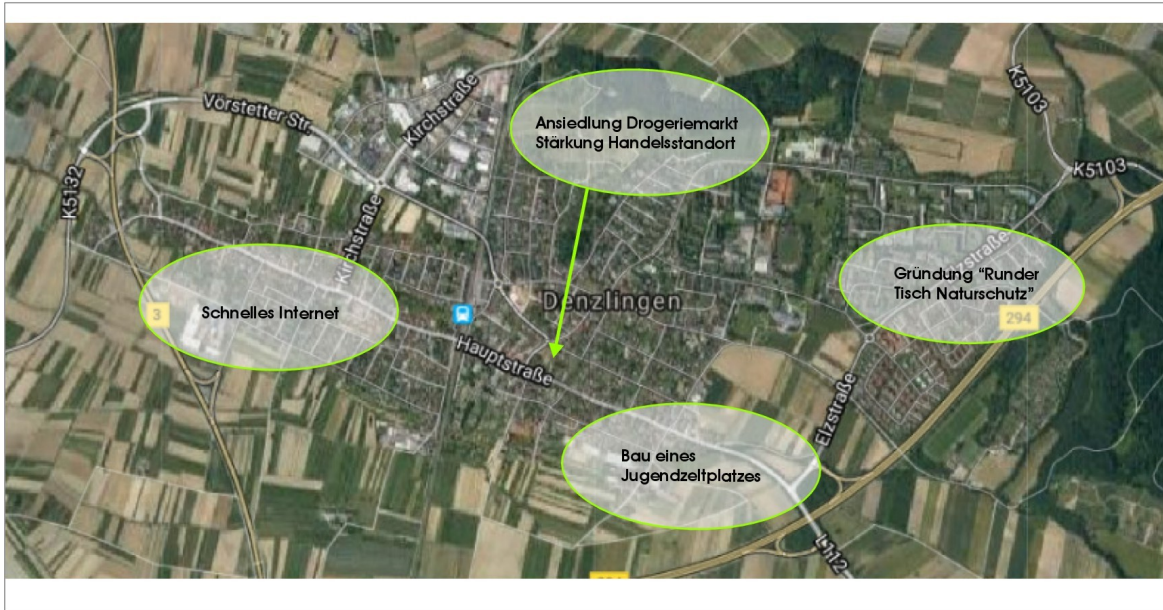 K5103
Vörstetter Str.
Kirchstraße
Ansiedlung Drogeriemarkt
Stärkung Handelsstandort
K5103
K5132
Kirchstraße
Gründung "Runder
Tisch Naturschutz"
Schnelles Internet
3
Denzlingen
294
Hauptstraße
Elzstraße
Bau eines
Jugendzeltplatzes
L112